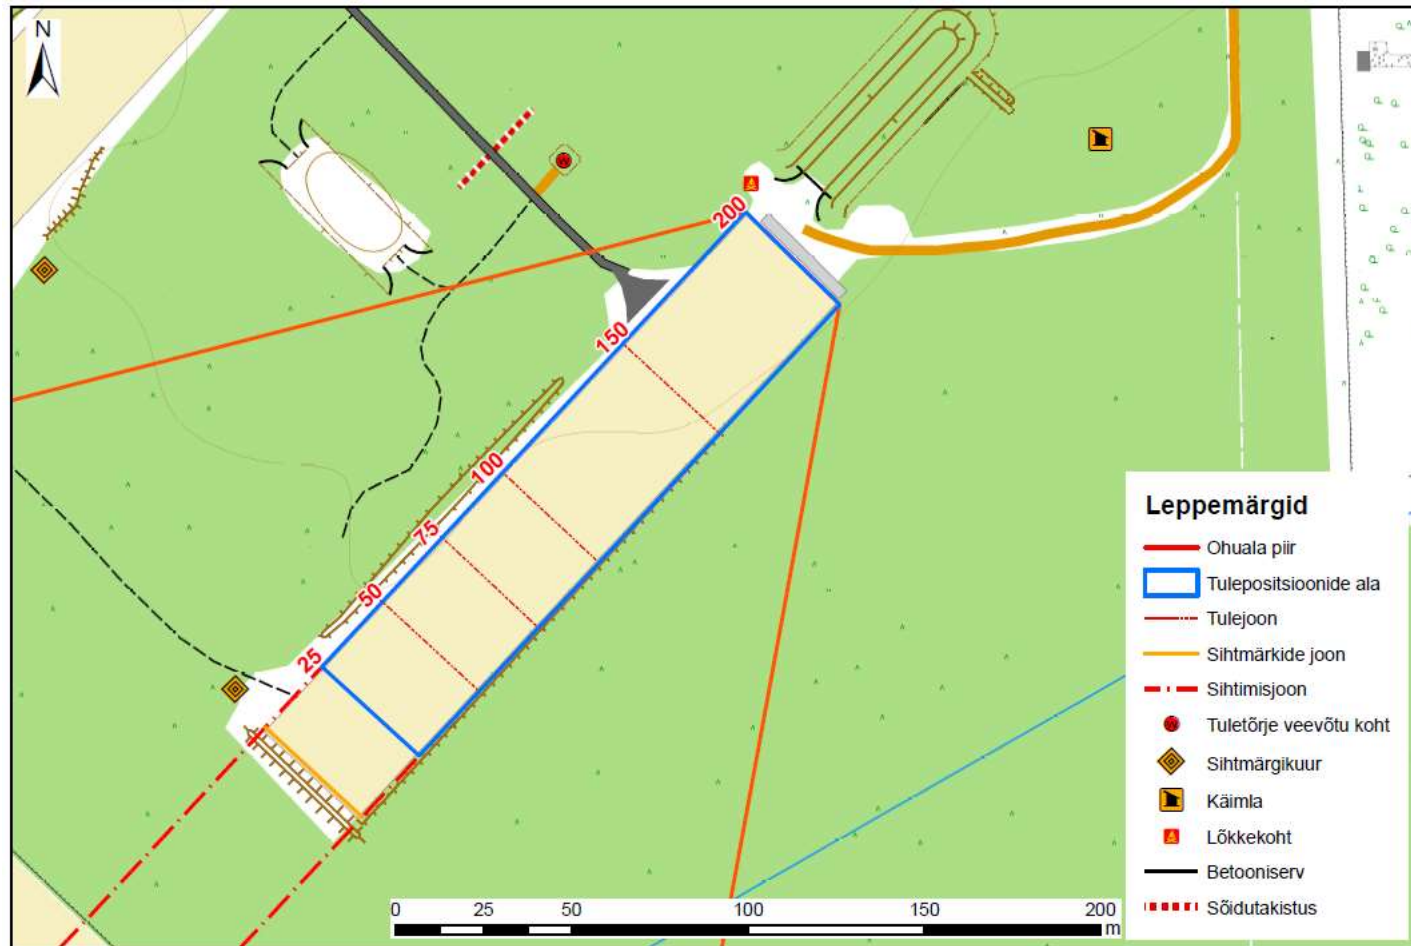 N
W
200
150
100
75
50
25
Leppemärgid
Ohuala piir
Tulepositsioonide ala
Tulejoon
Sihtmärkide joon
Sihtimisjoon
W Tuletõrje veevõtu koht
Sihtmärgikuur
Käimla
Lõkkekoht
Betooniserv
Sõidutakistus
0 25 50 100 150 200
m